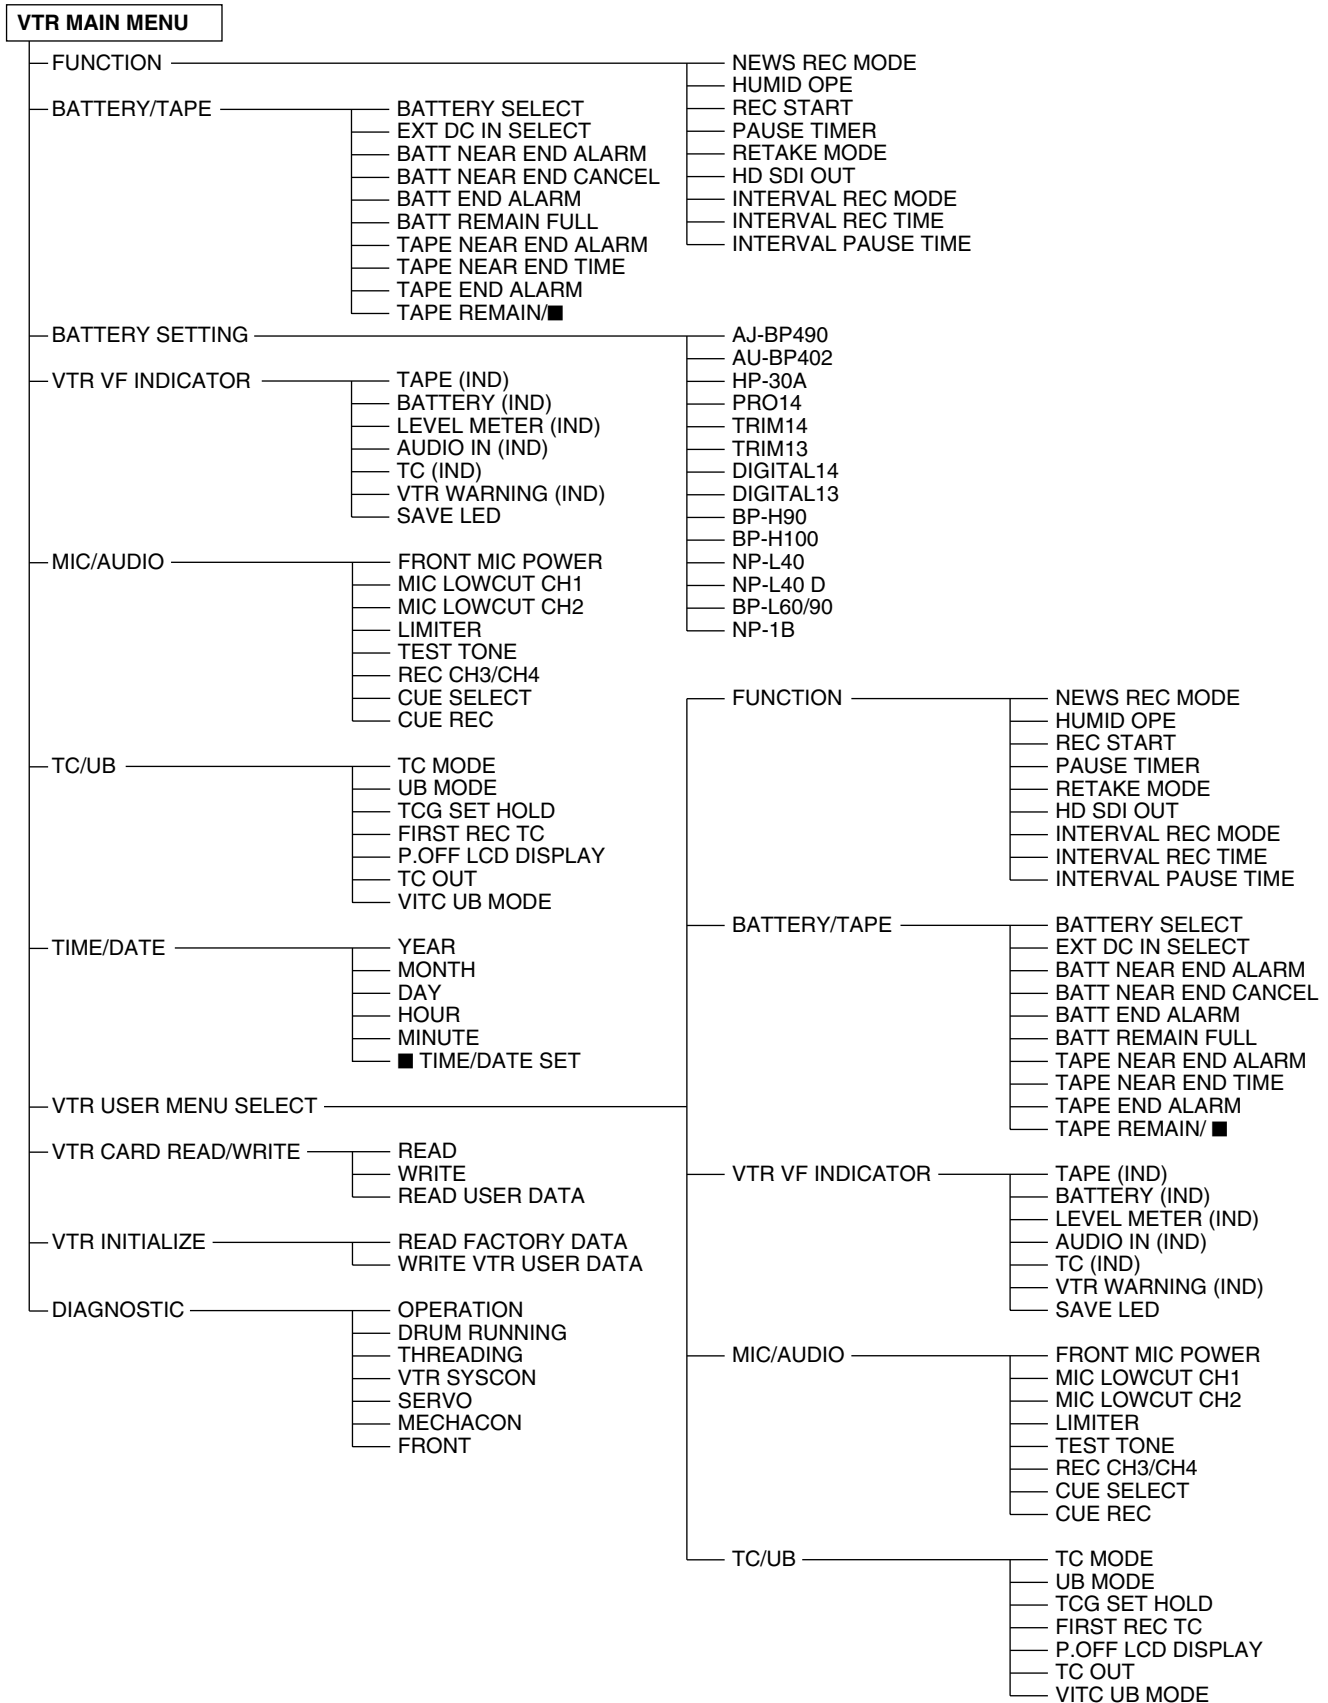 VTR MAIN MENU
FUNCTION
NEWS REC MODE
HUMID OPE
REC START
PAUSE TIMER
RETAKE MODE
HD SDI OUT
INTERVAL REC MODE
INTERVAL REC TIME
INTERVAL PAUSE TIME
BATTERY/TAPE
BATTERY SELECT
EXT DC IN SELECT
BATT NEAR END ALARM
BATT NEAR END CANCEL
BATT END ALARM
BATT REMAIN FULL
TAPE NEAR END ALARM
TAPE NEAR END TIME
TAPE END ALARM
TAPE REMAIN/■
BATTERY SETTING
AJ-BP490
AU-BP402
HP-30A
PRO14
TRIM14
TRIM13
DIGITAL14
DIGITAL13
BP-H90
BP-H100
NP-L40
NP-L40 D
BP-L60/90
NP-1B
VTR VF INDICATOR
TAPE (IND)
BATTERY (IND)
LEVEL METER (IND)
AUDIO IN (IND)
TC (IND)
VTR WARNING (IND)
SAVE LED
MIC/AUDIO
FRONT MIC POWER
MIC LOWCUT CH1
MIC LOWCUT CH2
LIMITER
TEST TONE
REC CH3/CH4
CUE SELECT
CUE REC
TC/UB
TC MODE
UB MODE
TCG SET HOLD
FIRST REC TC
P.OFF LCD DISPLAY
TC OUT
VITC UB MODE
TIME/DATE
YEAR
MONTH
DAY
HOUR
MINUTE
■ TIME/DATE SET
VTR USER MENU SELECT
FUNCTION
NEWS REC MODE
HUMID OPE
REC START
PAUSE TIMER
RETAKE MODE
HD SDI OUT
INTERVAL REC MODE
INTERVAL REC TIME
INTERVAL PAUSE TIME
BATTERY/TAPE
BATTERY SELECT
EXT DC IN SELECT
BATT NEAR END ALARM
BATT NEAR END CANCEL
BATT END ALARM
BATT REMAIN FULL
TAPE NEAR END ALARM
TAPE NEAR END TIME
TAPE END ALARM
TAPE REMAIN/ ■
VTR VF INDICATOR
TAPE (IND)
BATTERY (IND)
LEVEL METER (IND)
AUDIO IN (IND)
TC (IND)
VTR WARNING (IND)
SAVE LED
MIC/AUDIO
FRONT MIC POWER
MIC LOWCUT CH1
MIC LOWCUT CH2
LIMITER
TEST TONE
REC CH3/CH4
CUE SELECT
CUE REC
TC/UB
TC MODE
UB MODE
TCG SET HOLD
FIRST REC TC
P.OFF LCD DISPLAY
TC OUT
VITC UB MODE
VTR CARD READ/WRITE
READ
WRITE
READ USER DATA
VTR INITIALIZE
READ FACTORY DATA
WRITE VTR USER DATA
DIAGNOSTIC
OPERATION
DRUM RUNNING
THREADING
VTR SYSCON
SERVO
MECHACON
FRONT